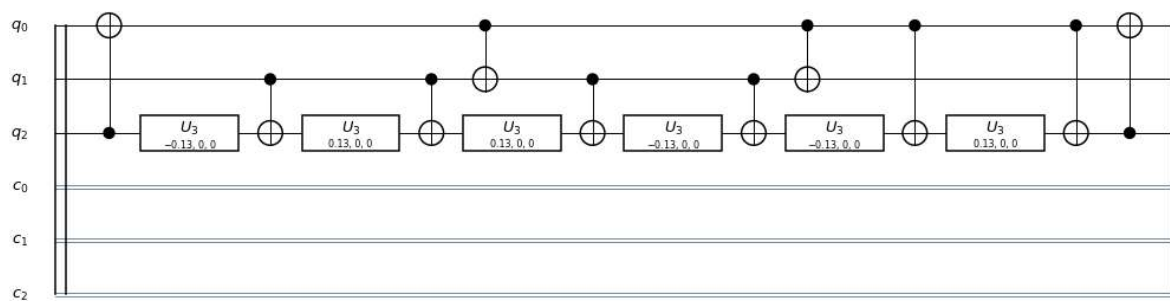 q0
q1
q2 U3 U3 U3 U3 U3 U3
−0.13, 0, 0 0.13, 0, 0 0.13, 0, 0 −0.13, 0, 0 −0.13, 0, 0 0.13, 0, 0
c0
c1
c2